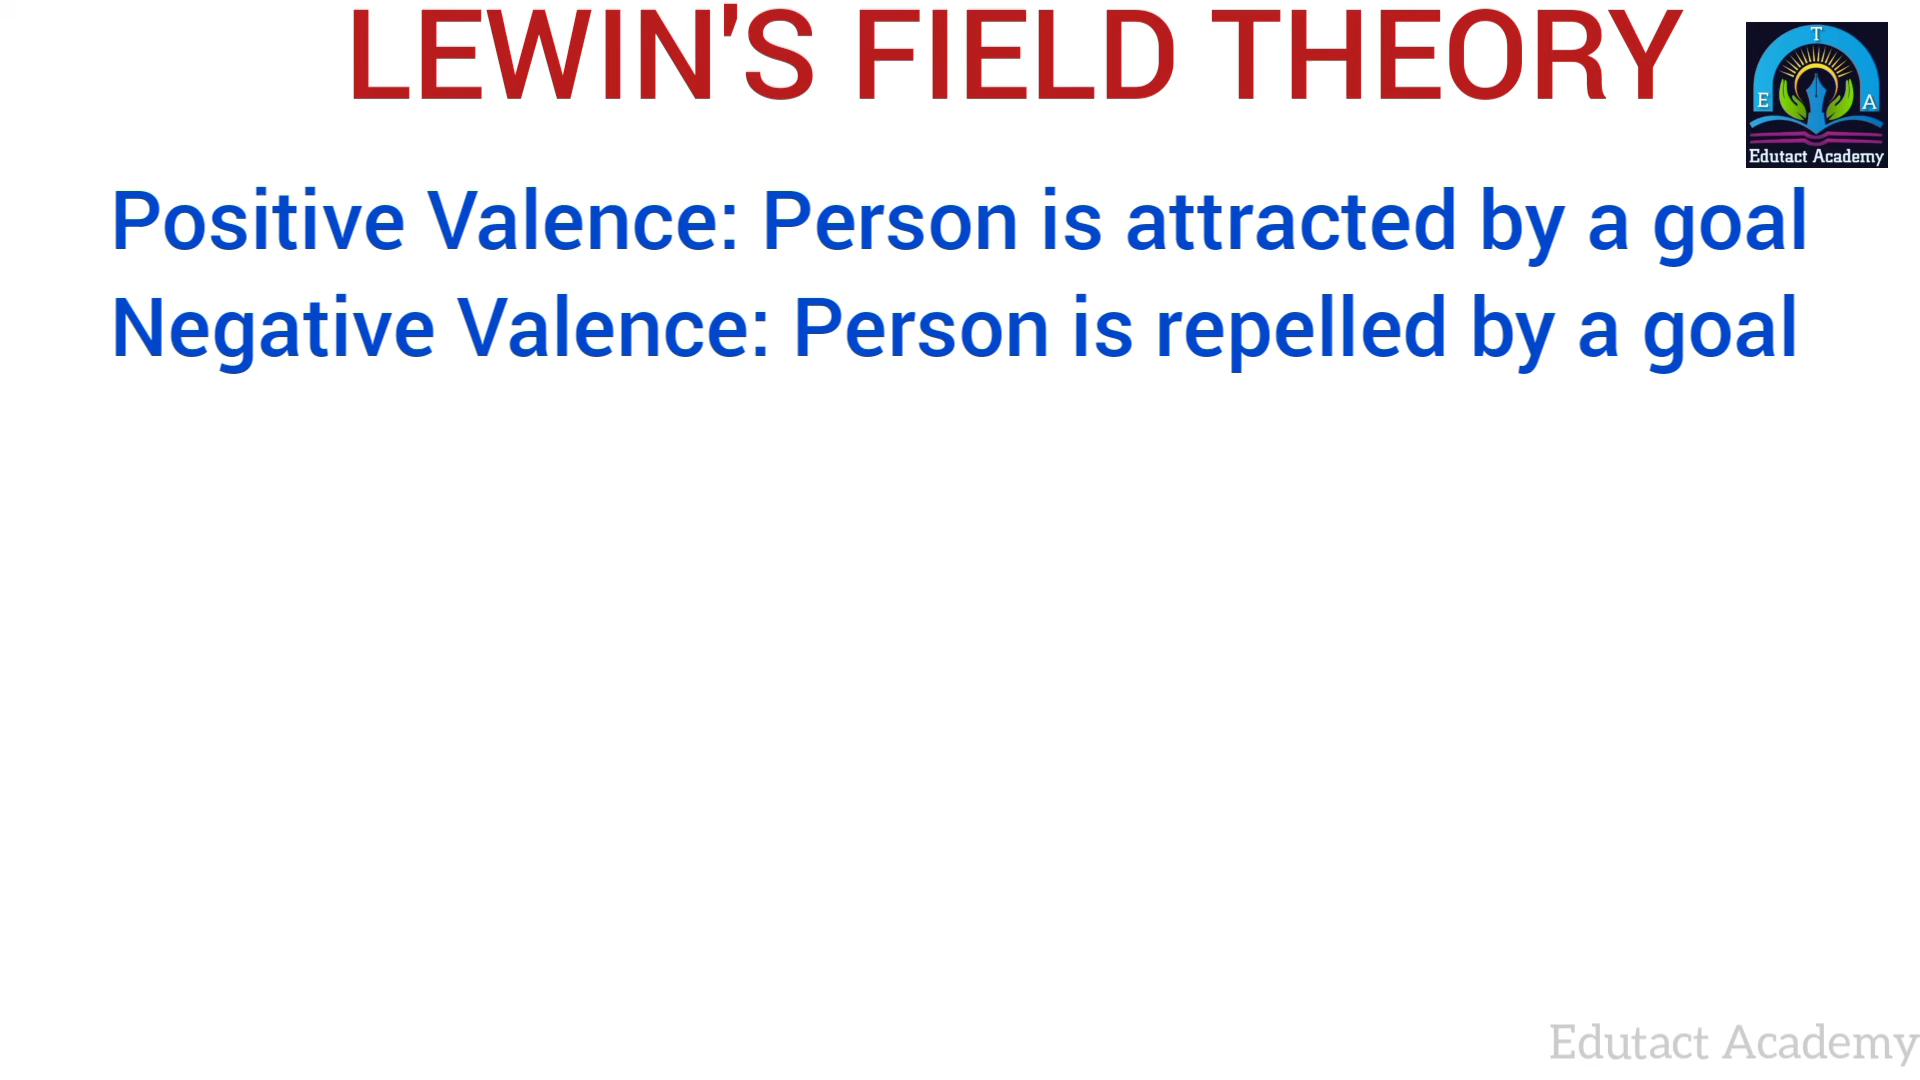 LEWIN'S FIELD THEORY
T
E A
Edutact Academy
Positive Valence: Person is attracted by a goal
Negative Valence: Person is repelled by a goal
Edutact Academy